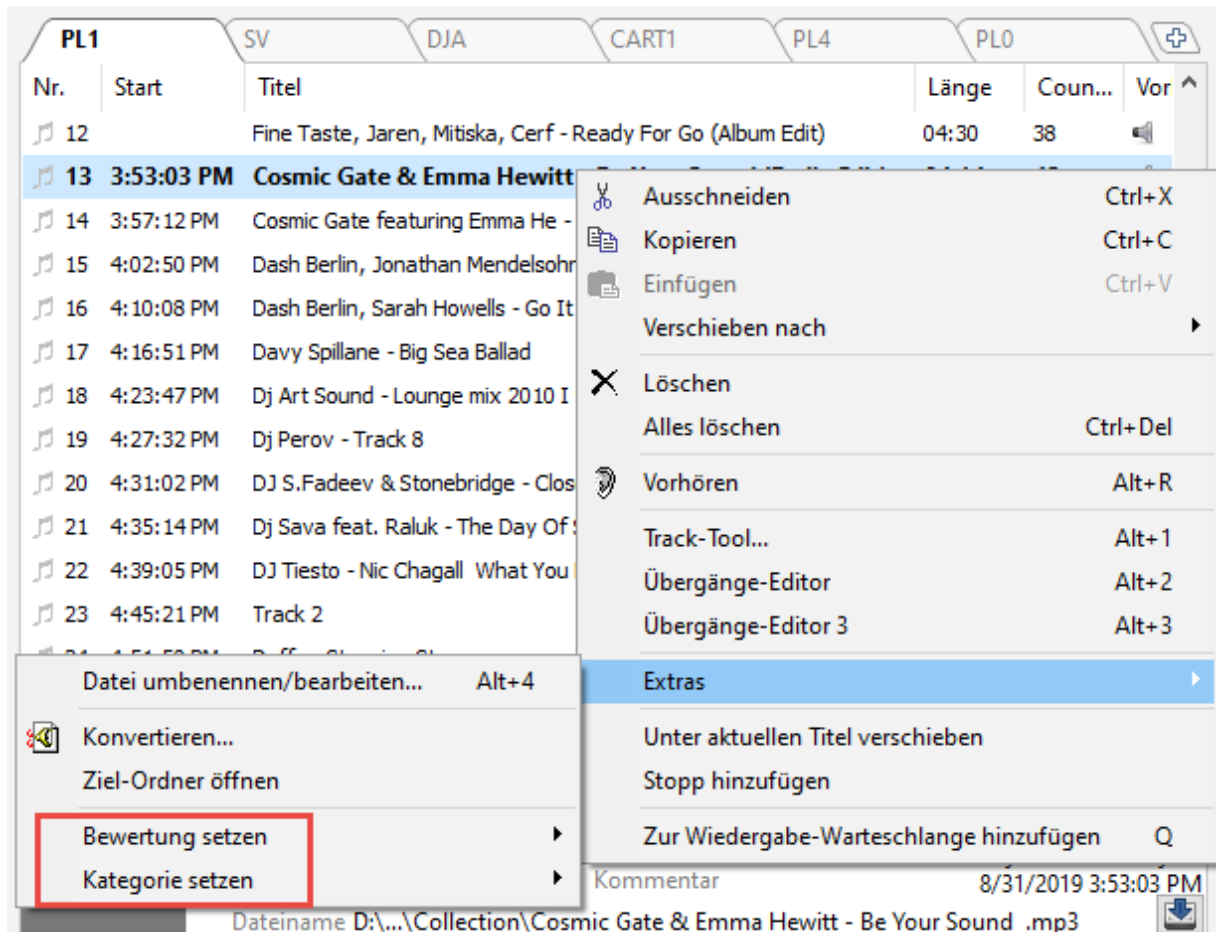 PL1 SV DJA CART1 PL4 PL0
Nr. Start Titel Länge Coun... Vor
12 Fine Taste, Jaren, Mitiska, Cerf - Ready For Go (Album Edit) 04:30 38
13 3:53:03 PM Cosmic Gate & Emma Hewitt
Ausschneiden Ctrl+X
14 3:57:12 PM Cosmic Gate featuring Emma He -
Kopieren Ctrl+C
15 4:02:50 PM Dash Berlin, Jonathan Mendelsohn
Einfügen Ctrl+V
16 4:10:08 PM Dash Berlin, Sarah Howells - Go It
Verschieben nach
17 4:16:51 PM Davy Spillane - Big Sea Ballad
18 4:23:47 PM Dj Art Sound - Lounge mix 2010 I
Löschen
19 4:27:32 PM Dj Perov - Track 8
Alles löschen Ctrl+Del
20 4:31:02 PM DJ S.Fadeev & Stonebridge - Clos
Vorhören Alt+R
21 4:35:14 PM Dj Sava feat. Raluk - The Day Of
Track-Tool... Alt+1
22 4:39:05 PM DJ Tiesto - Nic Chagall What You
Übergänge-Editor Alt+2
23 4:45:21 PM Track 2
Übergänge-Editor 3 Alt+3
Datei umbenennen/bearbeiten... Alt+4
Extras
Konvertieren...
Unter aktuellen Titel verschieben
Ziel-Ordner öffnen
Stopp hinzufügen
Bewertung setzen
Zur Wiedergabe-Warteschlange hinzufügen Q
Kategorie setzen
Kommentar 8/31/2019 3:53:03 PM
Dateiname D:\...\Collection\Cosmic Gate & Emma Hewitt - Be Your Sound .mp3